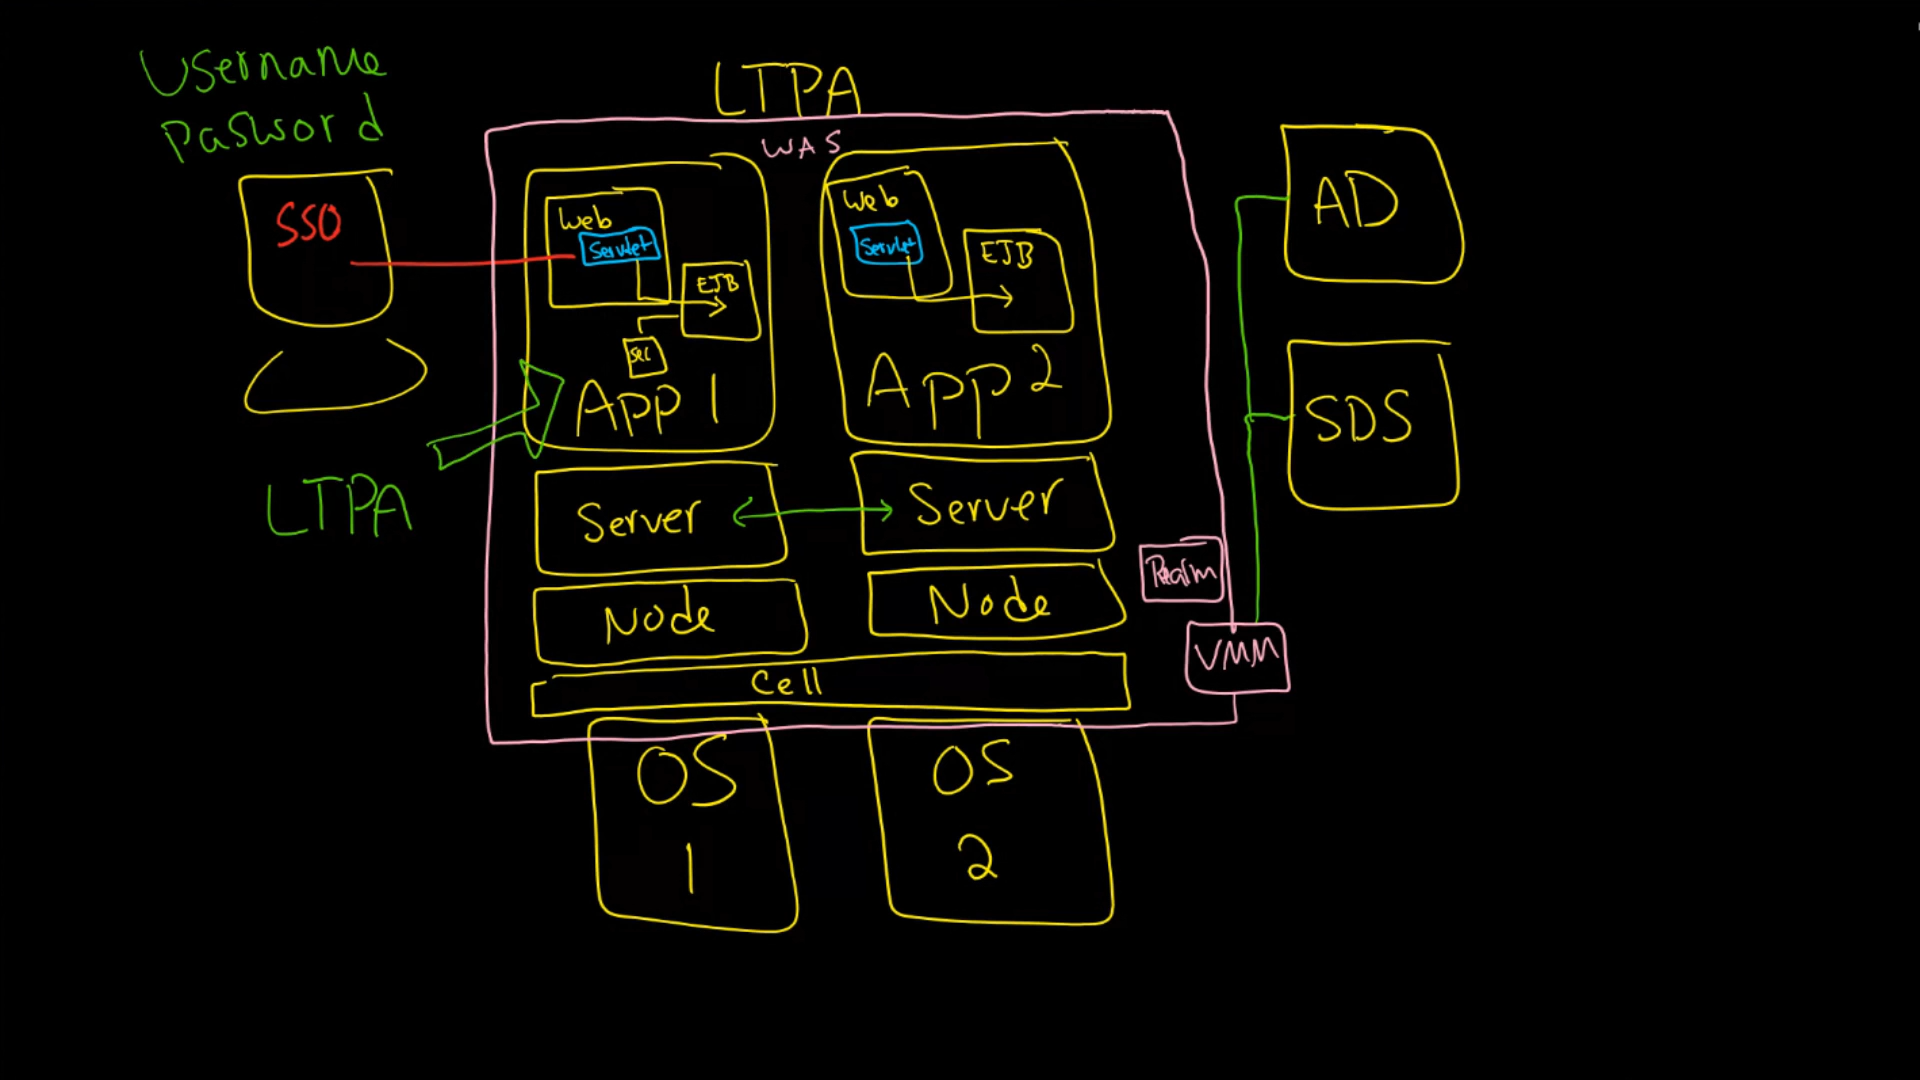 Username
Pasword
SSO
LTPA
LTPA
WAS
Web
Servlet
EJB
sec
App 1
Web
Servlet
EJB
App 2
Server
Server
Node
Node
Cell
OS
1
OS
2
AD
SDS
Realm
VMM